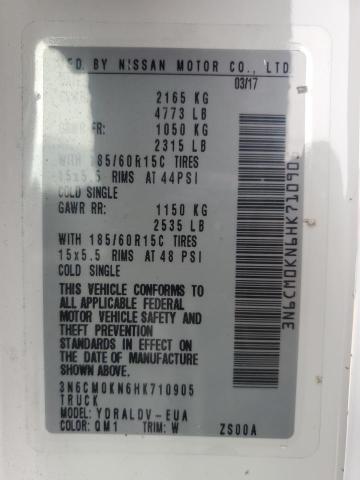 MFD. BY NISSAN MOTOR CO., LTD.
03/17
2165 KG
4773 LB
GAWR FR: 1050 KG
2315 LB
WITH 185/60R15C TIRES
15x5.5 RIMS AT 44PSI
COLD SINGLE
GAWR RR: 1150 KG
2535 LB
WITH 185/60R15C TIRES
15x5.5 RIMS AT 48 PSI
COLD SINGLE
THIS VEHICLE CONFORMS TO
ALL APPLICABLE FEDERAL
MOTOR VEHICLE SAFETY AND
THEFT PREVENTION
STANDARDS IN EFFECT ON
THE DATE OF MANUFACTURE
SHOWN ABOVE.
3N6CM0KN6HK710905
TRUCK
MODEL: YDRALDV-EUA
COLOR: QM1 TRIM: W ZS00A
3N6CM0KN6HK710905